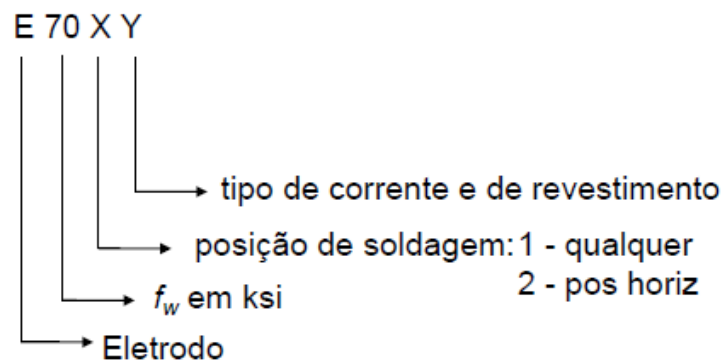 E 70 X Y
tipo de corrente e de revestimento
posição de soldagem: 1 - qualquer
2 - pos horiz
fw em ksi
Eletrodo